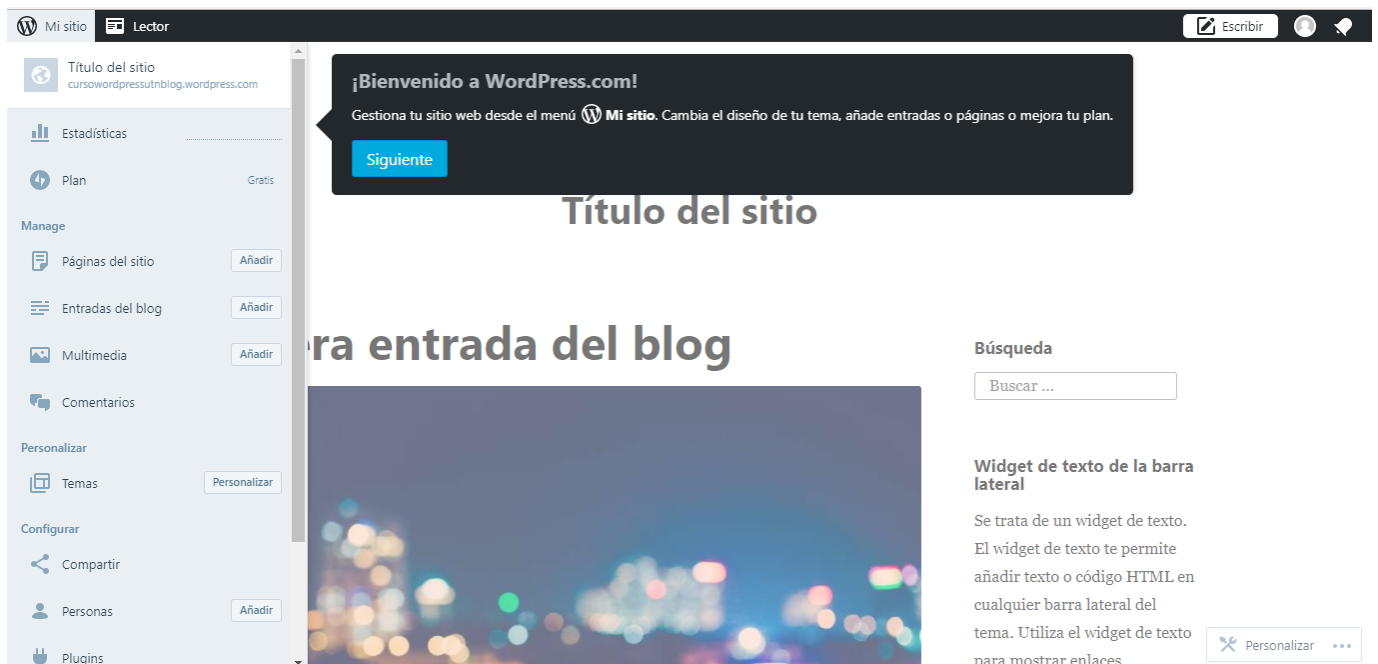 Mi sitio
Lector
Escribir
Título del sitio
cursowordpressutnblog.wordpress.com
Estadísticas
Plan
Gratis
Manage
Páginas del sitio
Añadir
Entradas del blog
Añadir
Multimedia
Añadir
Comentarios
Personalizar
Temas
Personalizar
Configurar
Compartir
Personas
Añadir
Plugins
¡Bienvenido a WordPress.com!
Gestiona tu sitio web desde el menú Mi sitio. Cambia el diseño de tu tema, añade entradas o páginas o mejora tu plan.
Siguiente
Título del sitio
ra entrada del blog
Búsqueda
Buscar ...
Widget de texto de la barra
lateral
Se trata de un widget de texto.
El widget de texto te permite
añadir texto o código HTML en
cualquier barra lateral del
tema. Utiliza el widget de texto
para mostrar enlaces,
Personalizar